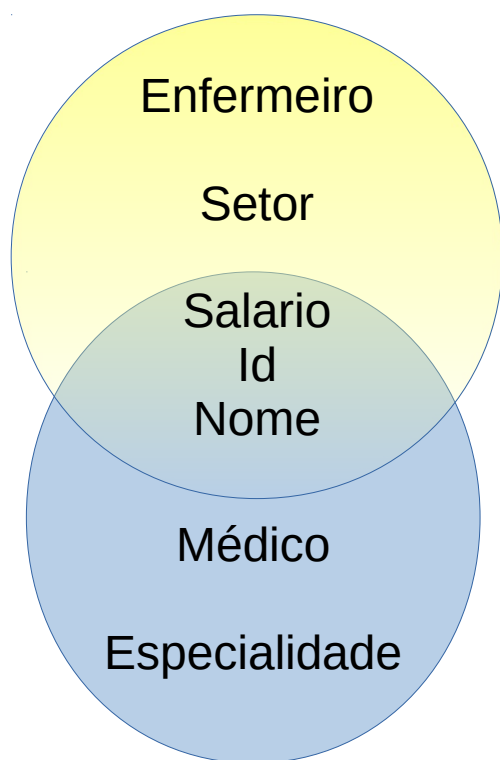 Enfermeiro
Setor
Salario
Id
Nome
Médico
Especialidade